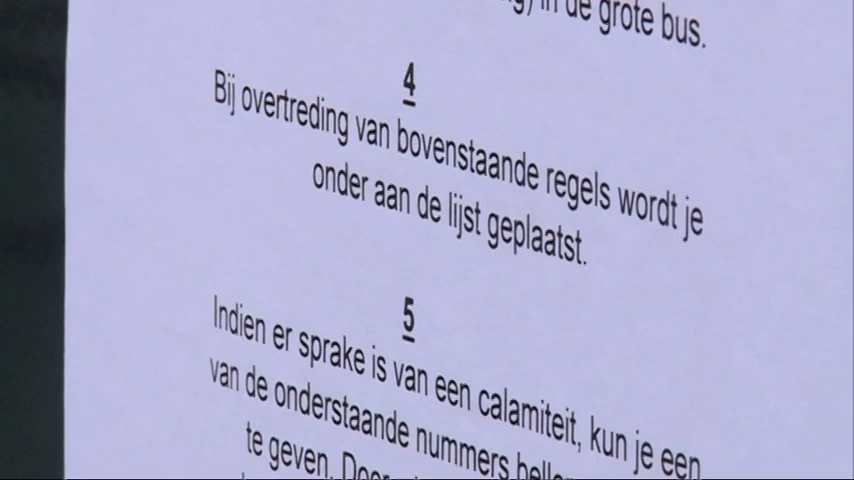 in de grote bus.
4
Bij overtreding van bovenstaande regels wordt je
onder aan de lijst geplaatst.
5
Indien er sprake is van een calamiteit, kun je een
van de onderstaande nummers
te geven.